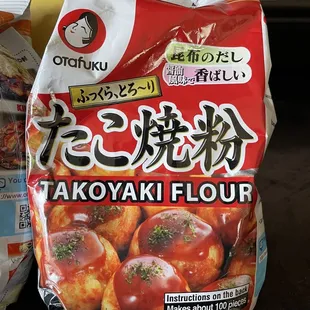 OTAFUKU
昆布のだし
醤油風味で香ばしい
ふっくら、とろ〜り
たこ焼粉
TAKOYAKI FLOUR
Instructions on the back
Makes about 100 pieces